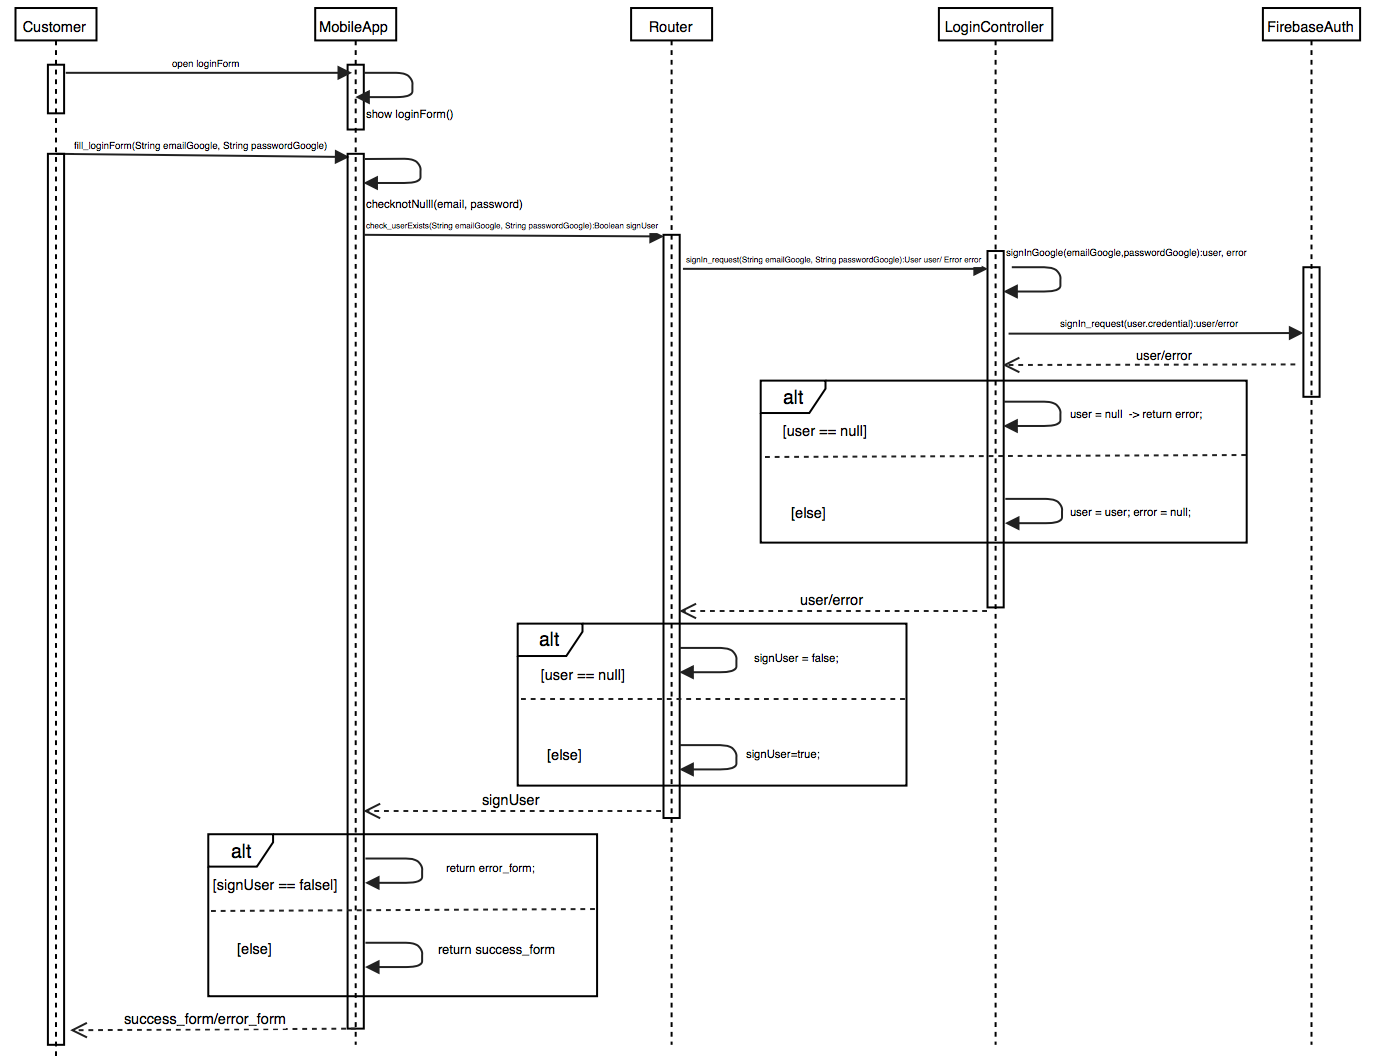 Customer
MobileApp
Router
LoginController
FirebaseAuth
open loginForm
show loginForm()
fill_loginForm(String emailGoogle, String passwordGoogle)
checknotNulll(email, password)
check_userExists(String emailGoogle, String passwordGoogle):Boolean signUser
signIn_request(String emailGoogle, String passwordGoogle):User user/ Error error
signInGoogle(emailGoogle,passwordGoogle):user, error
signIn_request(user.credential):user/error
user/error
alt
[user == null]
user = null -> return error;
[else]
user = user; error = null;
user/error
alt
[user == null]
signUser = false;
[else]
signUser=true;
signUser
alt
[signUser == falsel]
return error_form;
[else]
return success_form
success_form/error_form